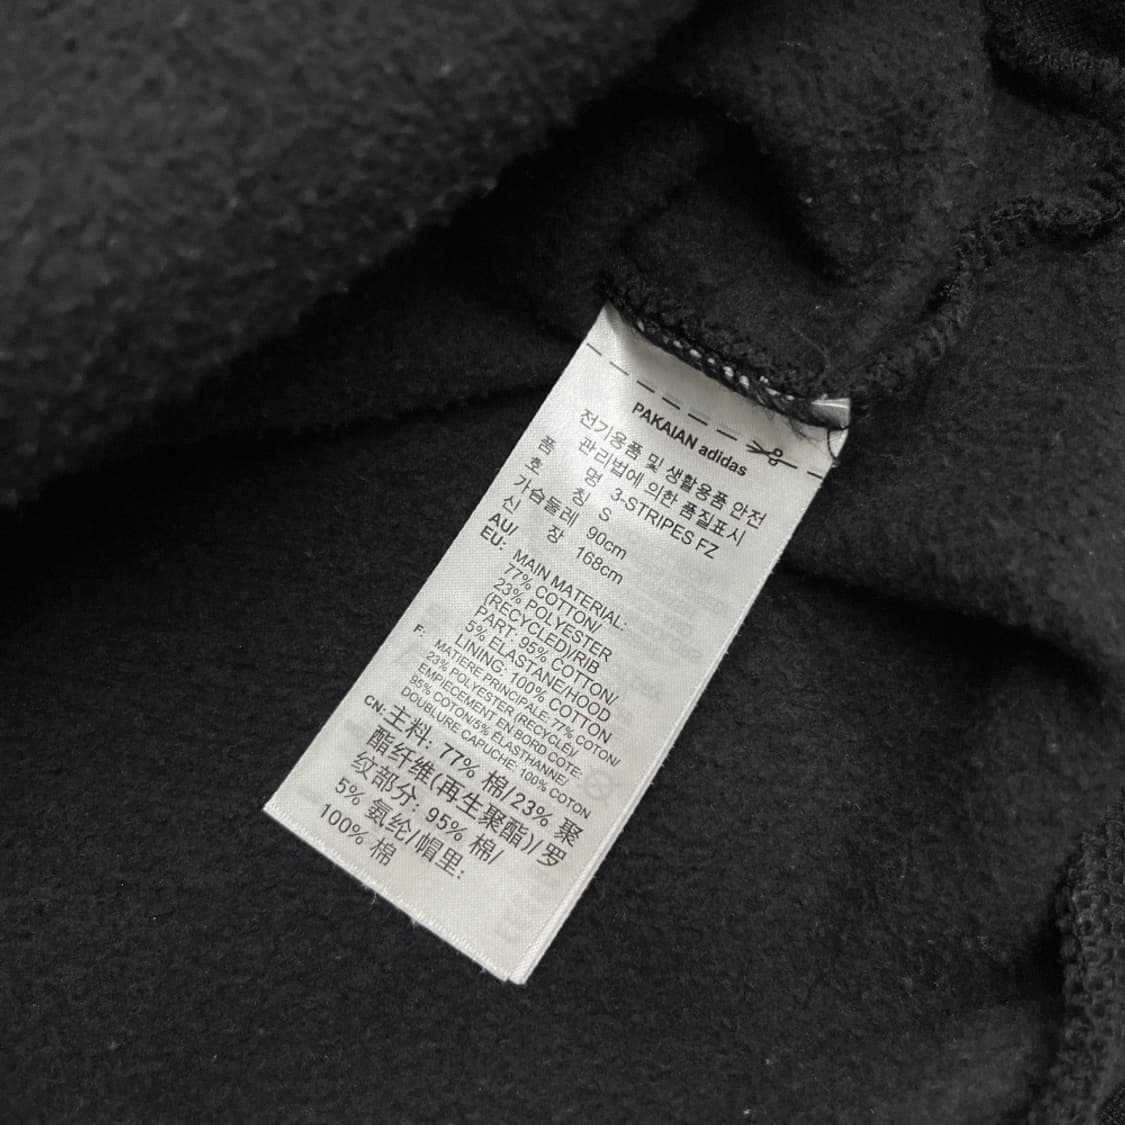 PAKAIAN adidas
전기용품 및 생활용품 안전
관리법에 의한 품질표시
품 명 3-STRIPES FZ
호 칭 S
가슴둘레 90cm
신 장 168cm
AU/
EU: MAIN MATERIAL:
77% COTTON/
23% POLYESTER
(RECYCLED)/RIB
PART: 95% COTTON/
5% ELASTANE/HOOD
LINING: 100% COTTON
F: MATIERE PRINCIPALE: 77% COTON/
23% POLYESTER (RECYCLÉ)/
EMPIECEMENT EN BORD COTE:
95% COTON/5% ÉLASTHANNE/
DOUBLURE CAPUCHE: 100% COTON
CN: 主料: 77% 棉/23% 聚
酯纤维(再生聚酯)/罗
纹部分: 95% 棉/
5% 氨纶/帽里:
100% 棉